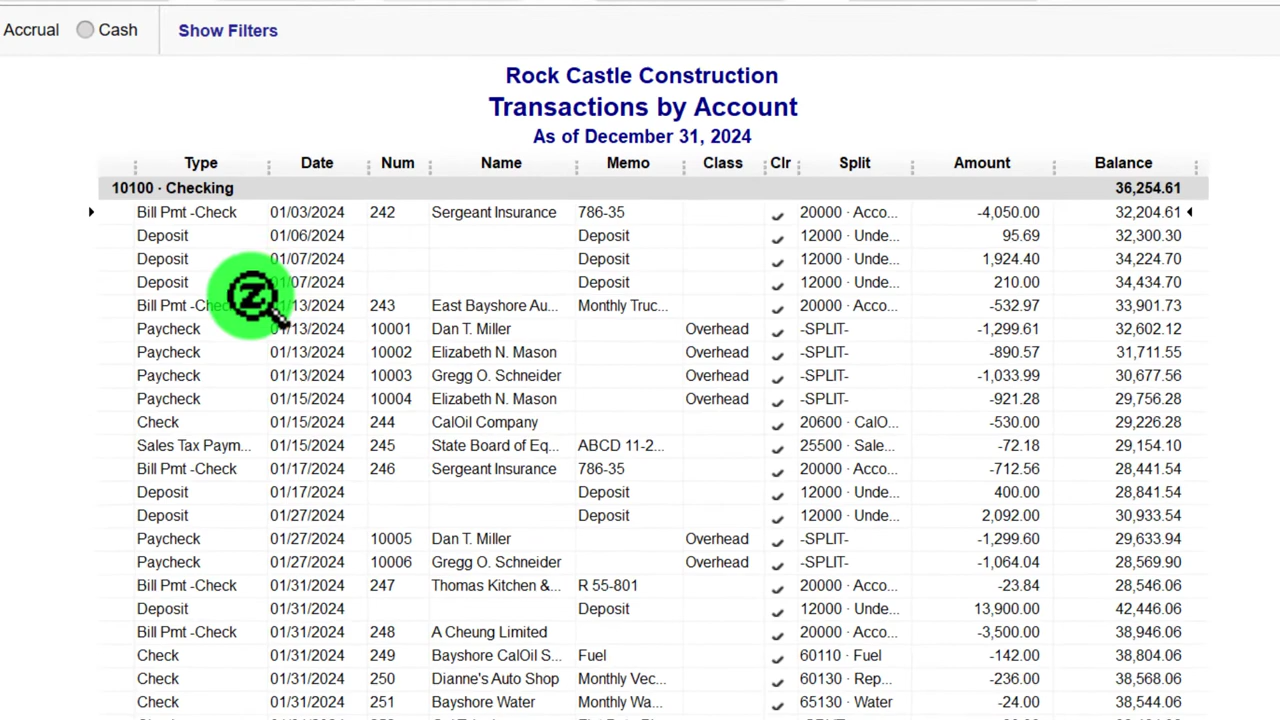 Accrual Cash Show Filters
Rock Castle Construction
Transactions by Account
As of December 31, 2024
Type Date Num Name Memo Class Clr Split Amount Balance
10100 · Checking 36,254.61
Bill Pmt -Check 01/03/2024 242 Sergeant Insurance 786-35 20000 · Acco... -4,050.00 32,204.61
Deposit 01/06/2024 Deposit 12000 · Unde... 95.69 32,300.30
Deposit 01/07/2024 Deposit 12000 · Unde... 1,924.40 34,224.70
Deposit 01/07/2024 Deposit 12000 · Unde... 210.00 34,434.70
Bill Pmt -Check 01/13/2024 243 East Bayshore Au... Monthly Truc... 20000 · Acco... -532.97 33,901.73
Paycheck 01/13/2024 10001 Dan T. Miller Overhead -SPLIT- -1,299.61 32,602.12
Paycheck 01/13/2024 10002 Elizabeth N. Mason Overhead -SPLIT- -890.57 31,711.55
Paycheck 01/13/2024 10003 Gregg O. Schneider Overhead -SPLIT- -1,033.99 30,677.56
Paycheck 01/15/2024 10004 Elizabeth N. Mason Overhead -SPLIT- -921.28 29,756.28
Check 01/15/2024 244 CalOil Company 20600 · CalO... -530.00 29,226.28
Sales Tax Paym... 01/15/2024 245 State Board of Eq... ABCD 11-2... 25500 · Sale... -72.18 29,154.10
Bill Pmt -Check 01/17/2024 246 Sergeant Insurance 786-35 20000 · Acco... -712.56 28,441.54
Deposit 01/17/2024 Deposit 12000 · Unde... 400.00 28,841.54
Deposit 01/27/2024 Deposit 12000 · Unde... 2,092.00 30,933.54
Paycheck 01/27/2024 10005 Dan T. Miller Overhead -SPLIT- -1,299.60 29,633.94
Paycheck 01/27/2024 10006 Gregg O. Schneider Overhead -SPLIT- -1,064.04 28,569.90
Bill Pmt -Check 01/31/2024 247 Thomas Kitchen &... R 55-801 20000 · Acco... -23.84 28,546.06
Deposit 01/31/2024 Deposit 12000 · Unde... 13,900.00 42,446.06
Bill Pmt -Check 01/31/2024 248 A Cheung Limited 20000 · Acco... -3,500.00 38,946.06
Check 01/31/2024 249 Bayshore CalOil S... Fuel 60110 · Fuel -142.00 38,804.06
Check 01/31/2024 250 Dianne's Auto Shop Monthly Vec... 60130 · Rep... -236.00 38,568.06
Check 01/31/2024 251 Bayshore Water Monthly Wa... 65130 · Water -24.00 38,544.06